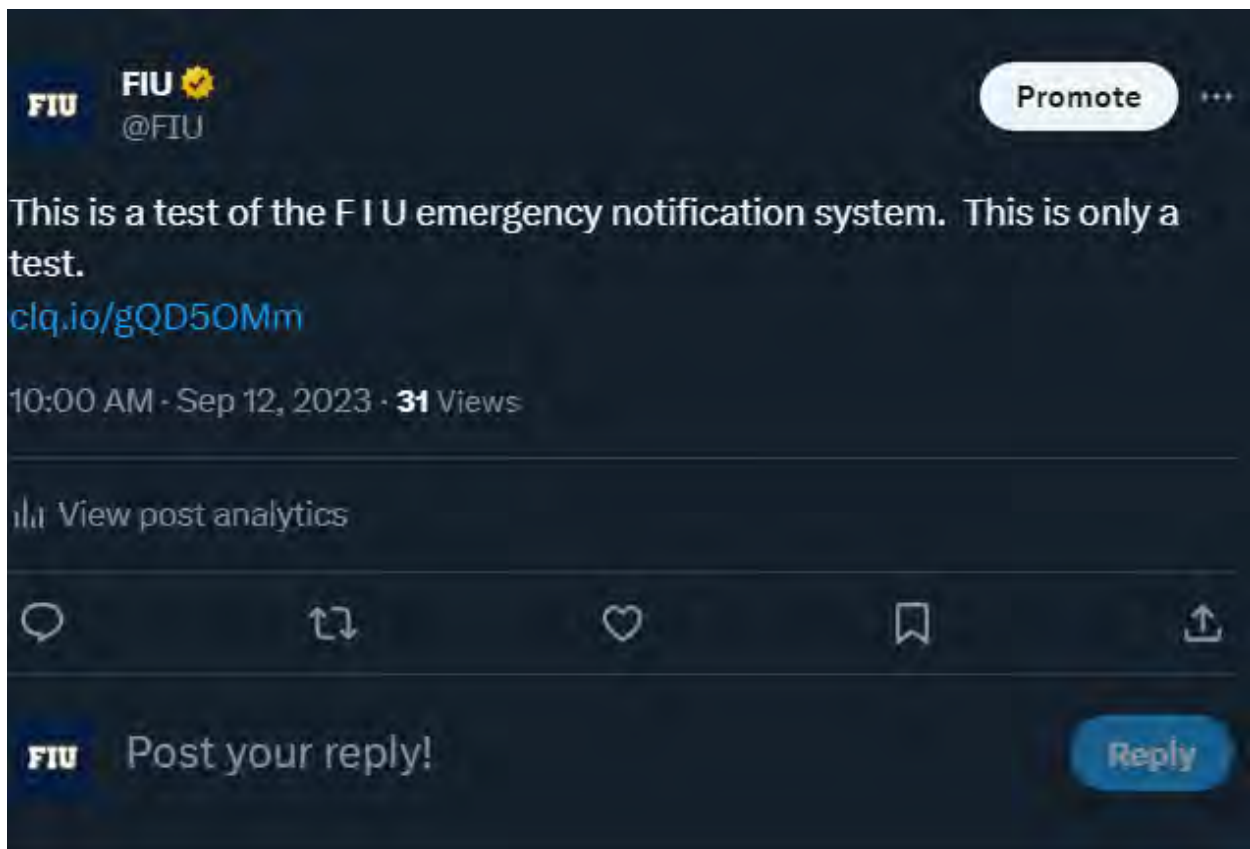 FIU
FIU
@FIU
Promote
This is a test of the F I U emergency notification system.  This is only a
test.
clq.io/gQD5OMm
10:00 AM · Sep 12, 2023 · 31 Views
View post analytics
FIU
Post your reply!
Reply